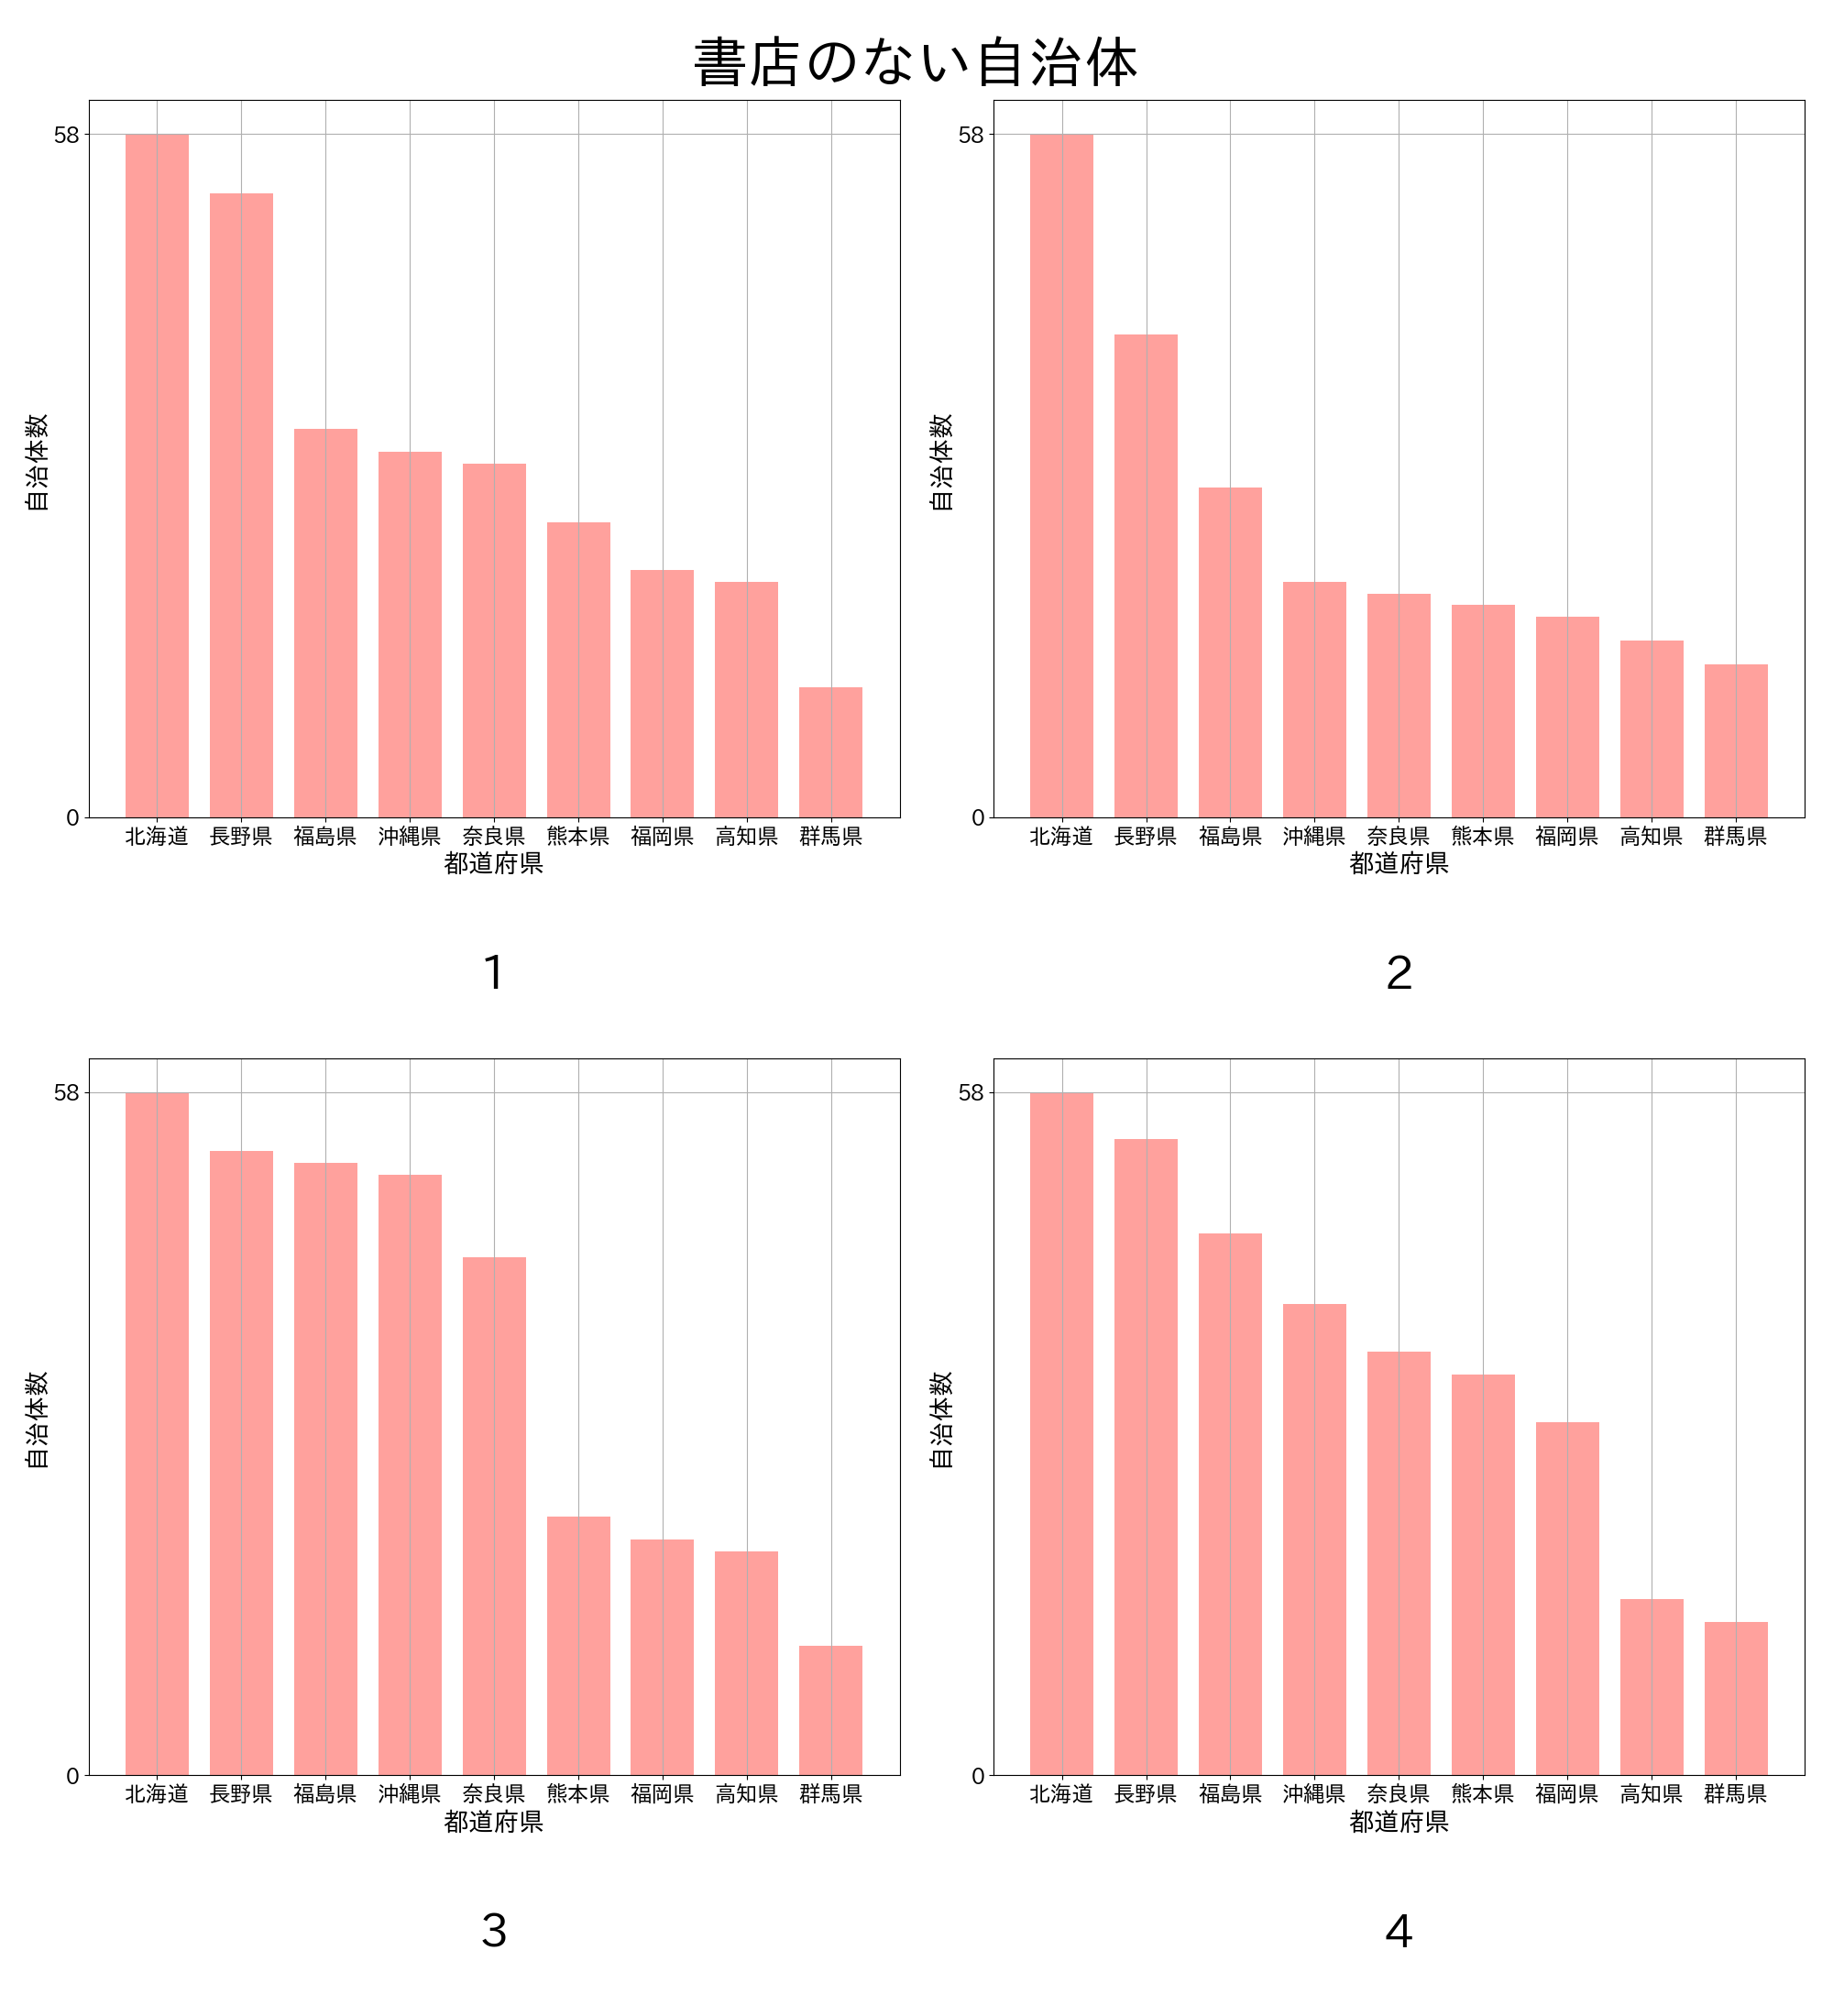 書店のない自治体
58
0
自治体数
北海道 長野県 福島県 沖縄県 奈良県 熊本県 福岡県 高知県 群馬県
都道府県
1
58
0
自治体数
北海道 長野県 福島県 沖縄県 奈良県 熊本県 福岡県 高知県 群馬県
都道府県
2
58
0
自治体数
北海道 長野県 福島県 沖縄県 奈良県 熊本県 福岡県 高知県 群馬県
都道府県
3
58
0
自治体数
北海道 長野県 福島県 沖縄県 奈良県 熊本県 福岡県 高知県 群馬県
都道府県
4